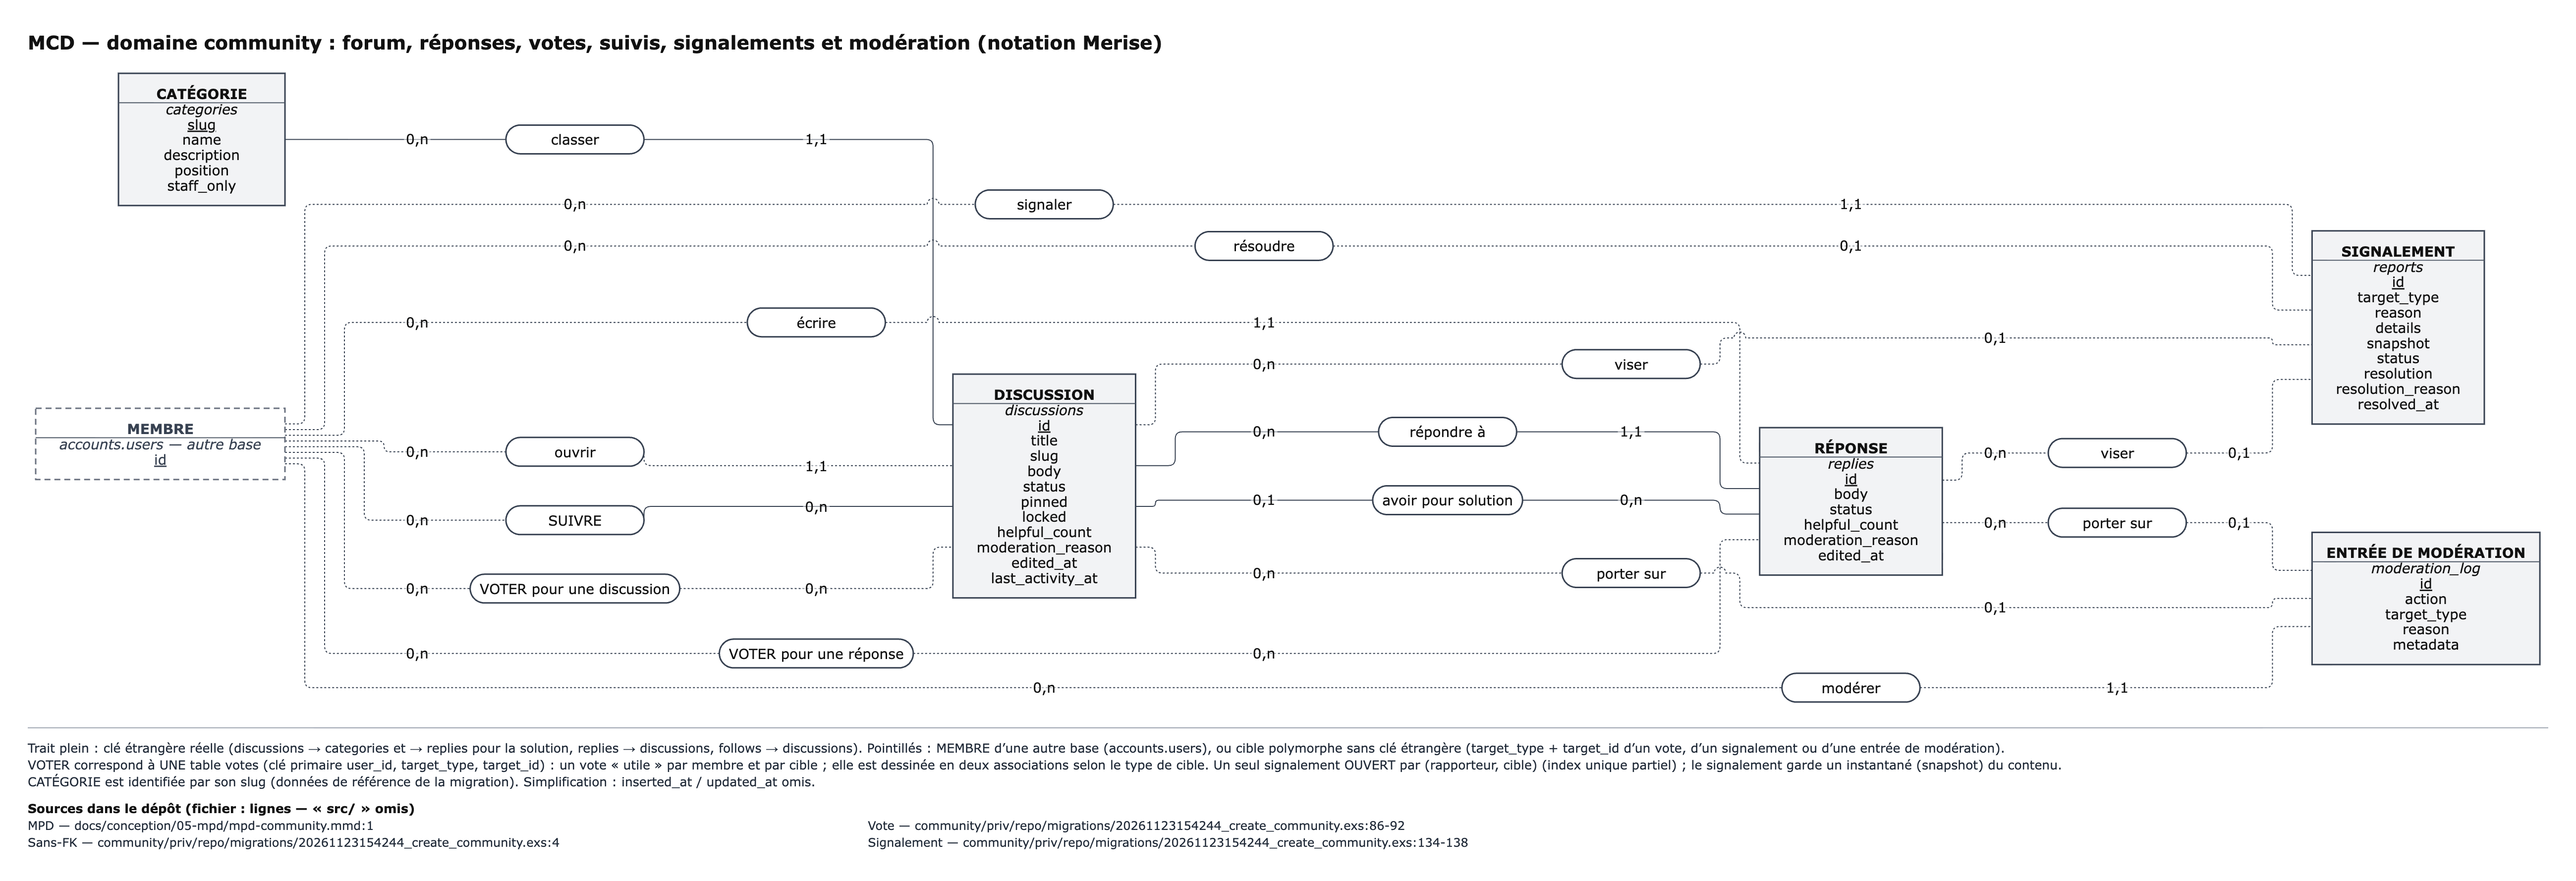 MCD — domaine community : forum, réponses, votes, suivis, signalements et modération (notation Merise)
CATÉGORIE
categories
slug
name
description
position
staff_only
0,n
classer
1,1
0,n
signaler
1,1
0,n
résoudre
0,1
SIGNALEMENT
reports
id
target_type
reason
details
snapshot
status
resolution
resolution_reason
resolved_at
0,n
écrire
1,1
0,n
viser
0,1
MEMBRE
accounts.users — autre base
id
DISCUSSION
discussions
id
title
slug
body
status
pinned
locked
helpful_count
moderation_reason
edited_at
last_activity_at
0,n
ouvrir
1,1
0,n
SUIVRE
0,n
0,n
VOTER pour une discussion
0,n
0,n
répondre à
1,1
0,1
avoir pour solution
0,n
0,n
porter sur
0,1
RÉPONSE
replies
id
body
status
helpful_count
moderation_reason
edited_at
0,n
viser
0,1
0,n
porter sur
0,1
ENTRÉE DE MODÉRATION
moderation_log
id
action
target_type
reason
metadata
0,n
VOTER pour une réponse
0,n
0,n
modérer
1,1
Trait plein : clé étrangère réelle (discussions → categories et → replies pour la solution, replies → discussions, follows → discussions). Pointillés : MEMBRE d’une autre base (accounts.users), ou cible polymorphe sans clé étrangère (target_type + target_id d’un vote, d’un signalement ou d’une entrée de modération).
VOTER correspond à UNE table votes (clé primaire user_id, target_type, target_id) : un vote « utile » par membre et par cible ; elle est dessinée en deux associations selon le type de cible. Un seul signalement OUVERT par (rapporteur, cible) (index unique partiel) ; le signalement garde un instantané (snapshot) du contenu.
CATÉGORIE est identifiée par son slug (données de référence de la migration). Simplification : inserted_at / updated_at omis.
Sources dans le dépôt (fichier : lignes — « src/ » omis)
MPD — docs/conception/05-mpd/mpd-community.mmd:1
Vote — community/priv/repo/migrations/20261123154244_create_community.exs:86-92
Sans-FK — community/priv/repo/migrations/20261123154244_create_community.exs:4
Signalement — community/priv/repo/migrations/20261123154244_create_community.exs:134-138